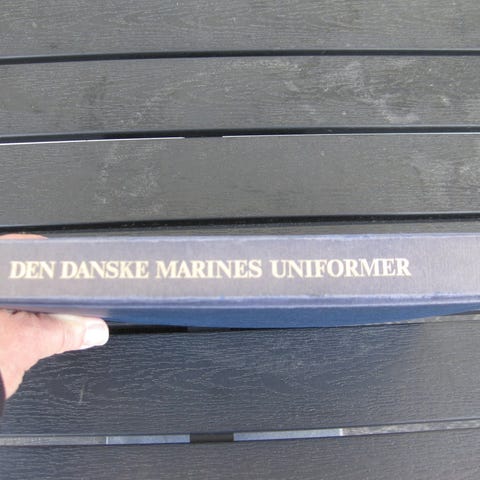 DEN DANSKE MARINES UNIFORMER